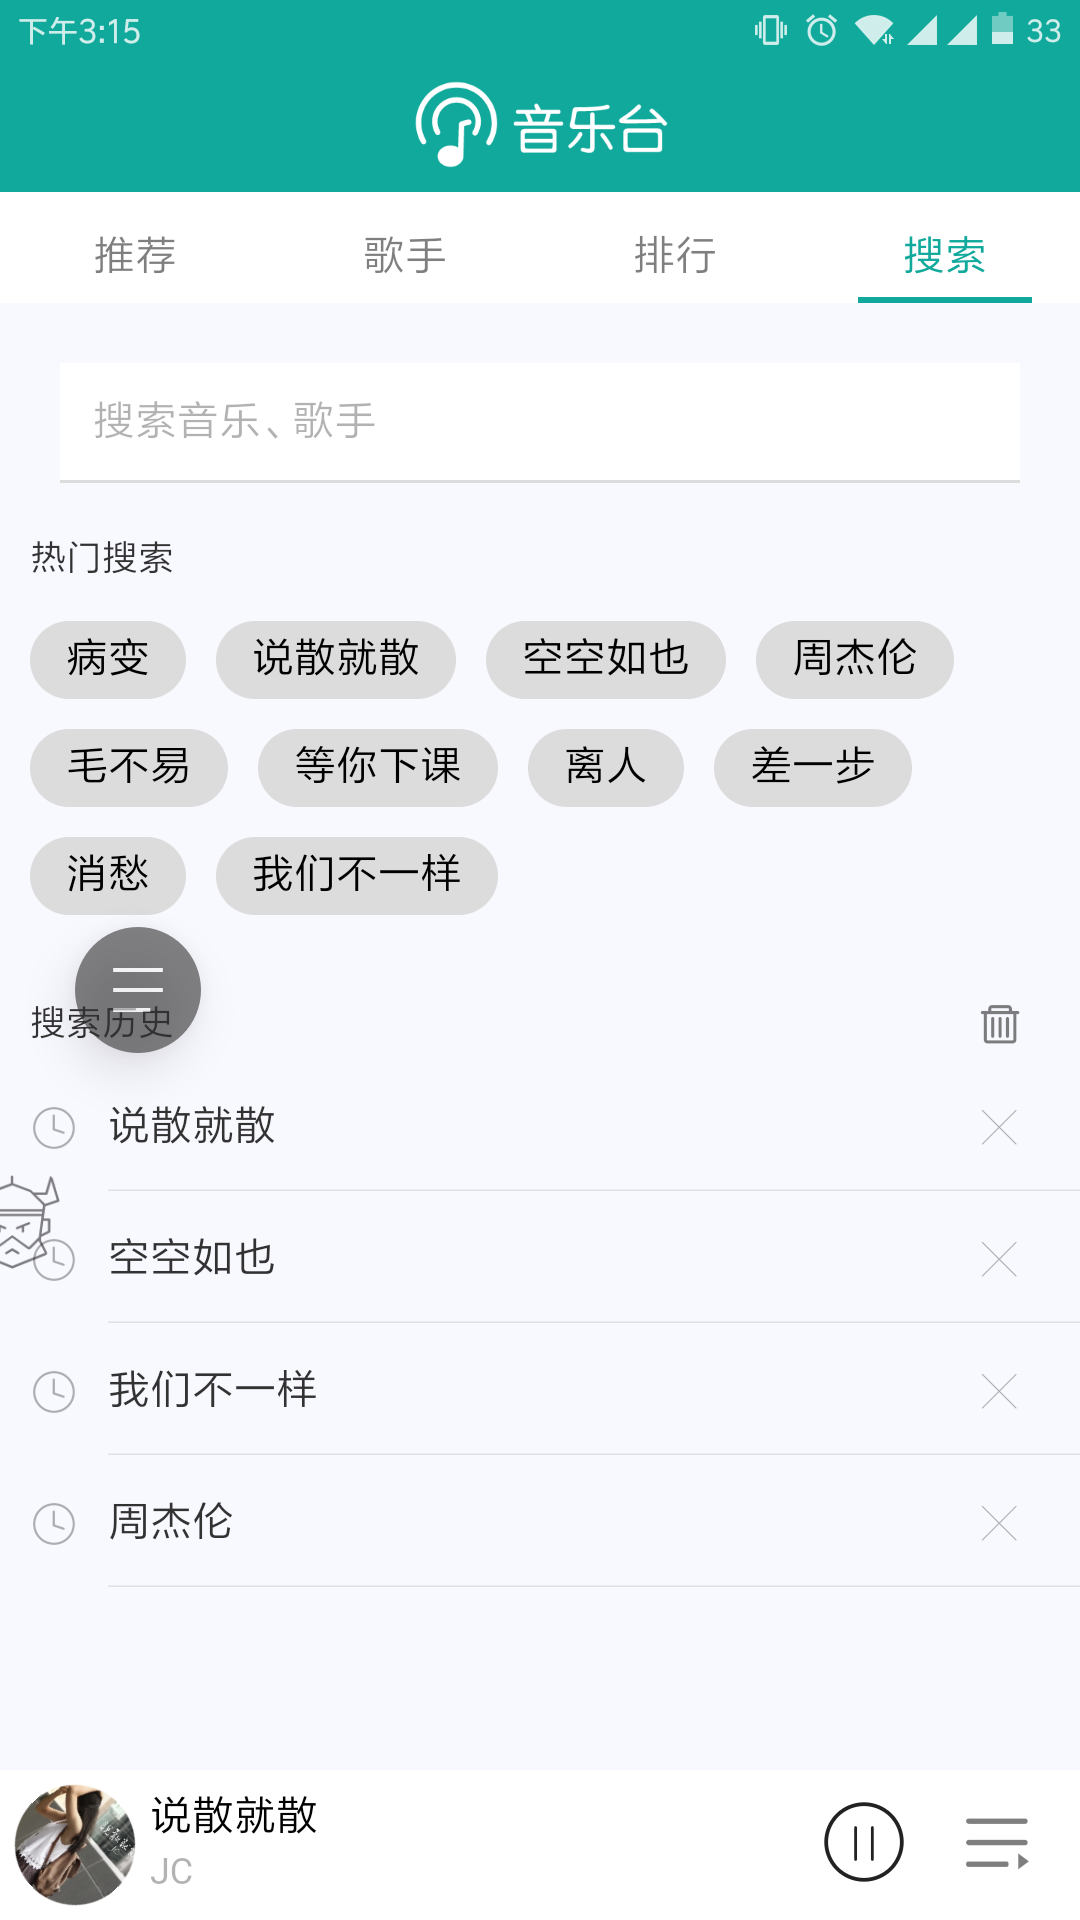 下午3:15 33
音乐台
推荐 歌手 排行 搜索
搜索音乐、歌手
热门搜索
病变 说散就散 空空如也 周杰伦
毛不易 等你下课 离人 差一步
消愁 我们不一样
搜索历史
说散就散
空空如也
我们不一样
周杰伦
说散就散
JC